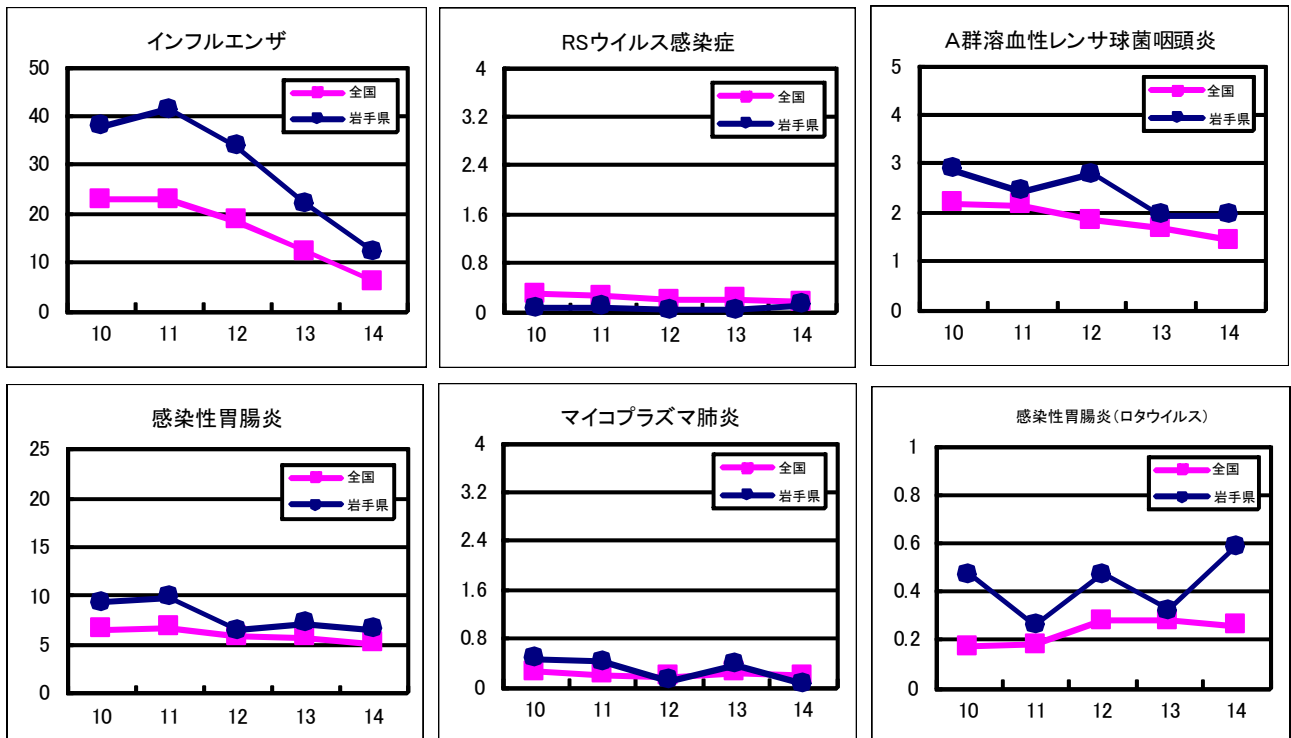 インフルエンザ
50
40
30
20
10
0
全国
岩手県
10 11 12 13 14
RSウイルス感染症
4
3.2
2.4
1.6
0.8
0
全国
岩手県
10 11 12 13 14
A群溶血性レンサ球菌咽頭炎
5
4
3
2
1
0
全国
岩手県
10 11 12 13 14
感染性胃腸炎
25
20
15
10
5
0
全国
岩手県
10 11 12 13 14
マイコプラズマ肺炎
4
3.2
2.4
1.6
0.8
0
全国
岩手県
10 11 12 13 14
感染性胃腸炎(ロタウイルス)
1
0.8
0.6
0.4
0.2
0
全国
岩手県
10 11 12 13 14